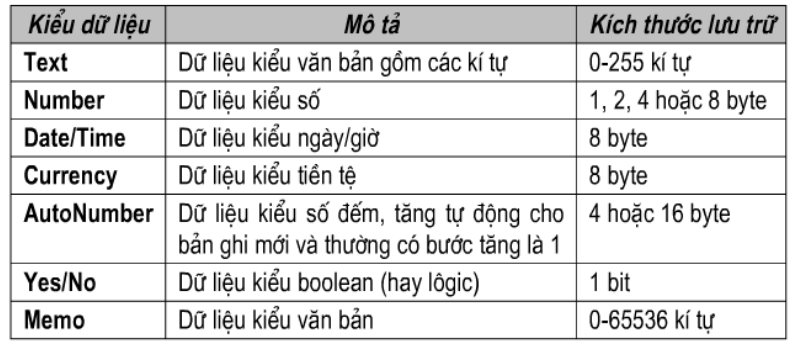 Kiểu dữ liệu Mô tả Kích thước lưu trữ
Text Dữ liệu kiểu văn bản gồm các kí tự 0-255 kí tự
Number Dữ liệu kiểu số 1, 2, 4 hoặc 8 byte
Date/Time Dữ liệu kiểu ngày/giờ 8 byte
Currency Dữ liệu kiểu tiền tệ 8 byte
AutoNumber Dữ liệu kiểu số đếm, tăng tự động cho 4 hoặc 16 byte
bản ghi mới và thường có bước tăng là 1
Yes/No Dữ liệu kiểu boolean (hay lôgic) 1 bit
Memo Dữ liệu kiểu văn bản 0-65536 kí tự